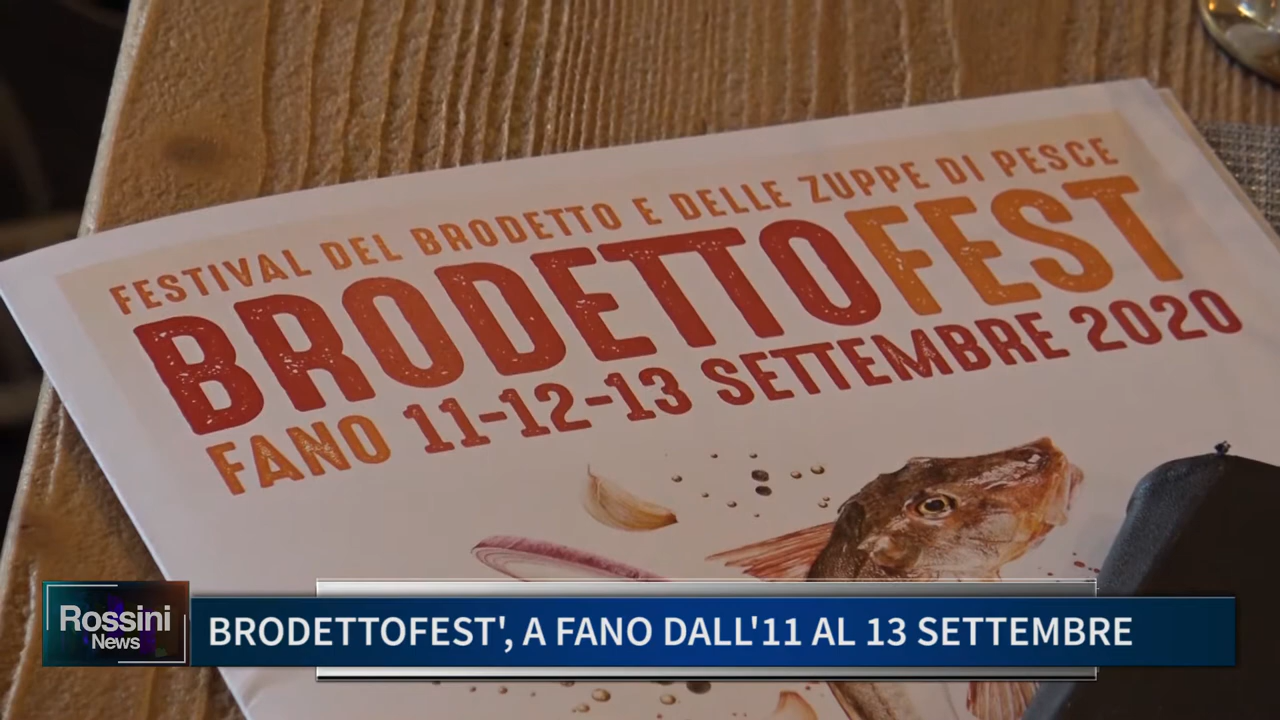 FESTIVAL DEL BRODETTO E DELLE ZUPPE DI PESCE
BRODETTOFEST
FANO 11-12-13 SETTEMBRE 2020
Rossini
News
BRODETTOFEST', A FANO DALL'11 AL 13 SETTEMBRE